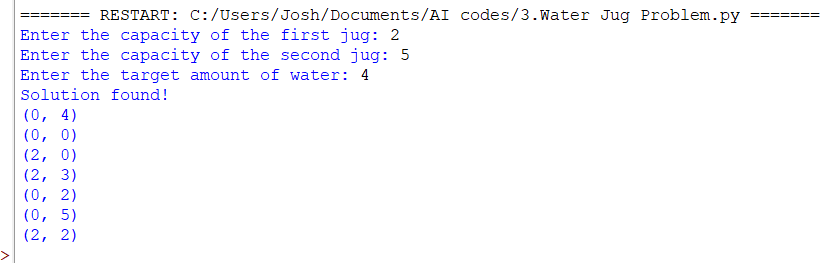 ======= RESTART: C:/Users/Josh/Documents/AI codes/3.Water Jug Problem.py =======
Enter the capacity of the first jug: 2
Enter the capacity of the second jug: 5
Enter the target amount of water: 4
Solution found!
(0, 4)
(0, 0)
(2, 0)
(2, 3)
(0, 2)
(0, 5)
(2, 2)
>